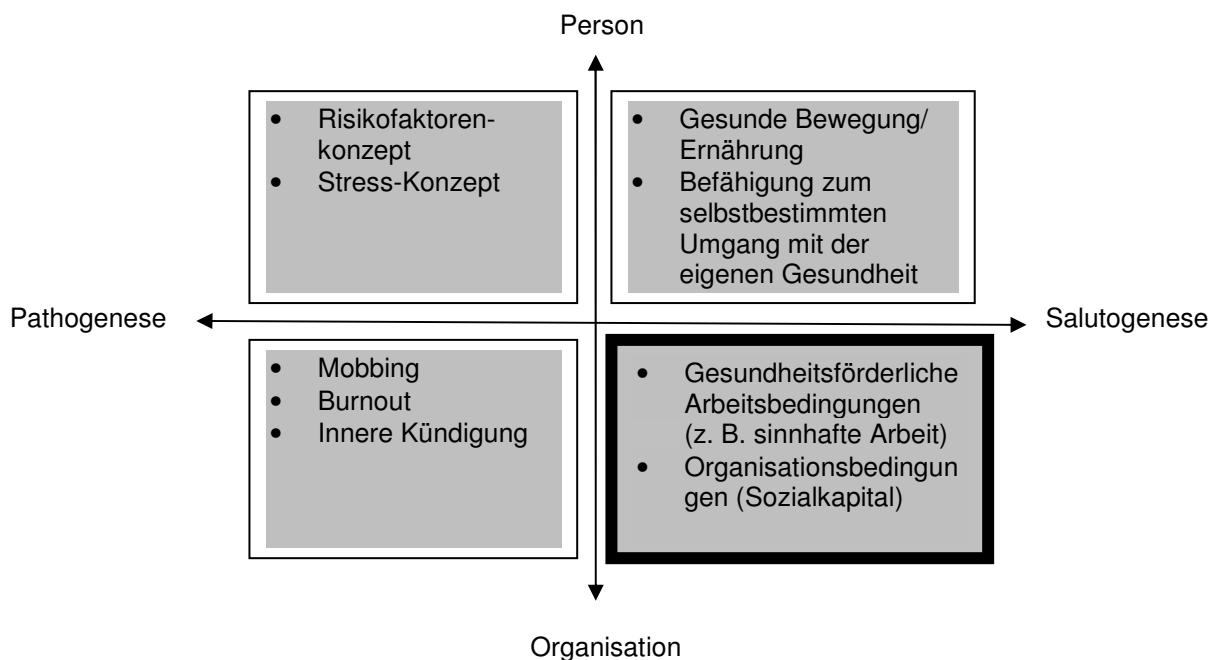 Person
• Risikofaktoren-
konzept
• Stress-Konzept
• Gesunde Bewegung/
Ernährung
• Befähigung zum
selbstbestimmten
Umgang mit der
eigenen Gesundheit
Pathogenese
Salutogenese
• Mobbing
• Burnout
• Innere Kündigung
• Gesundheitsförderliche
Arbeitsbedingungen
(z. B. sinnhafte Arbeit)
• Organisationsbedingun
gen (Sozialkapital)
Organisation